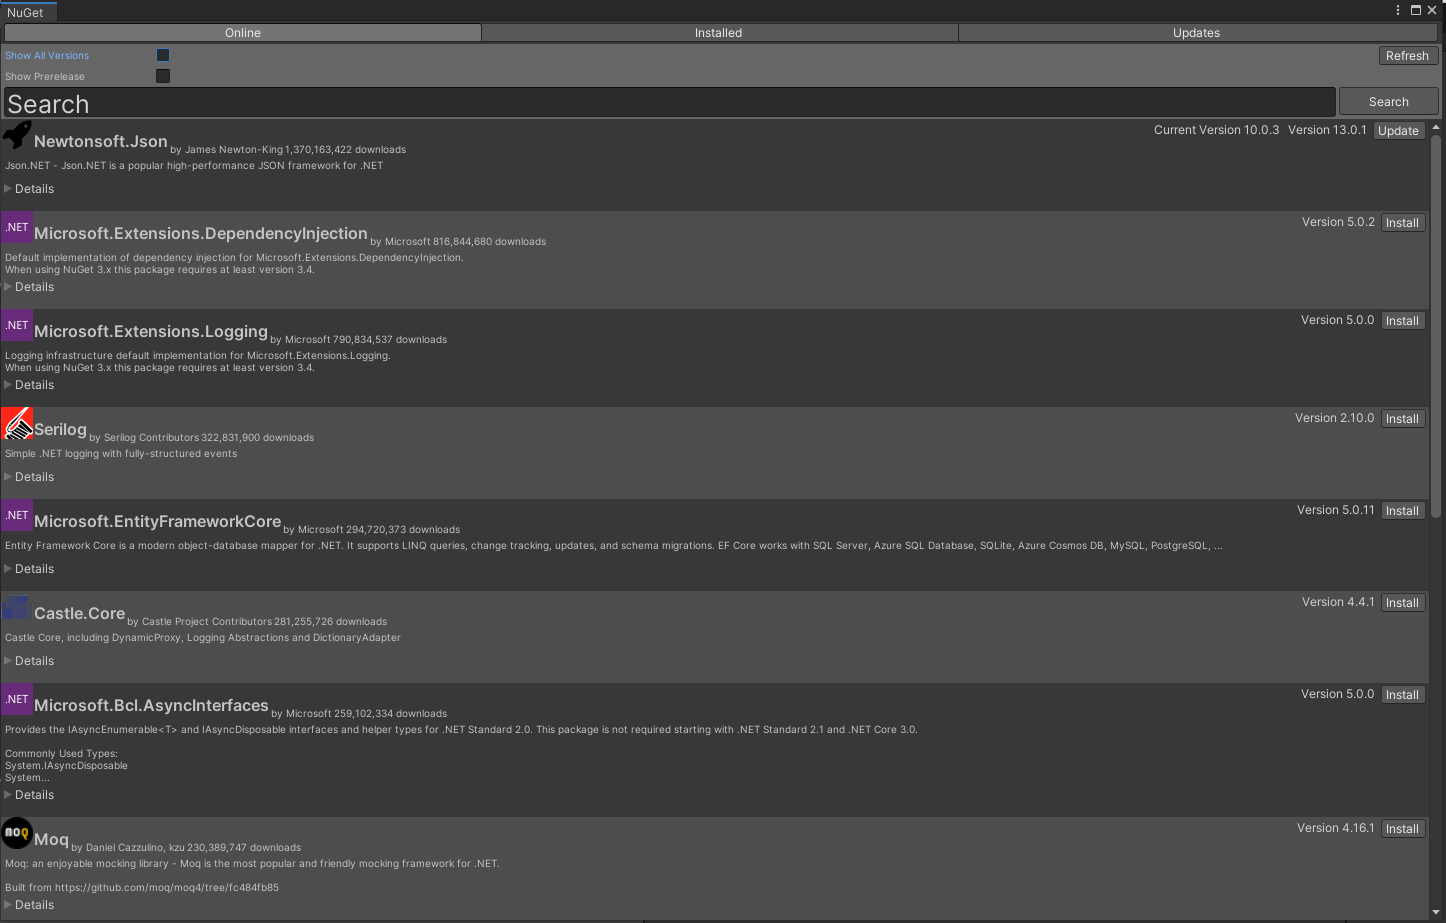 NuGet
Online Installed Updates
Show All Versions Refresh
Show Prerelease
Search Search
Newtonsoft.Json by James Newton-King 1,370,163,422 downloads Current Version 10.0.3 Version 13.0.1 Update
Json.NET - Json.NET is a popular high-performance JSON framework for .NET
Details
.NET Microsoft.Extensions.DependencyInjection by Microsoft 816,844,680 downloads Version 5.0.2 Install
Default implementation of dependency injection for Microsoft.Extensions.DependencyInjection.
When using NuGet 3.x this package requires at least version 3.4.
Details
.NET Microsoft.Extensions.Logging by Microsoft 790,834,537 downloads Version 5.0.0 Install
Logging infrastructure default implementation for Microsoft.Extensions.Logging.
When using NuGet 3.x this package requires at least version 3.4.
Details
Serilog by Serilog Contributors 322,831,900 downloads Version 2.10.0 Install
Simple .NET logging with fully-structured events
Details
.NET Microsoft.EntityFrameworkCore by Microsoft 294,720,373 downloads Version 5.0.11 Install
Entity Framework Core is a modern object-database mapper for .NET. It supports LINQ queries, change tracking, updates, and schema migrations. EF Core works with SQL Server, Azure SQL Database, SQLite, Azure Cosmos DB, MySQL, PostgreSQL, ...
Details
Castle.Core by Castle Project Contributors 281,255,726 downloads Version 4.4.1 Install
Castle Core, including DynamicProxy, Logging Abstractions and DictionaryAdapter
Details
.NET Microsoft.Bcl.AsyncInterfaces by Microsoft 259,102,334 downloads Version 5.0.0 Install
Provides the IAsyncEnumerable<T> and IAsyncDisposable interfaces and helper types for .NET Standard 2.0. This package is not required starting with .NET Standard 2.1 and .NET Core 3.0.
Commonly Used Types:
System.IAsyncDisposable
System...
Details
moq Moq by Daniel Cazzulino, kzu 230,389,747 downloads Version 4.16.1 Install
Moq: an enjoyable mocking library - Moq is the most popular and friendly mocking framework for .NET.
Built from https://github.com/moq/moq4/tree/fc484fb85
Details